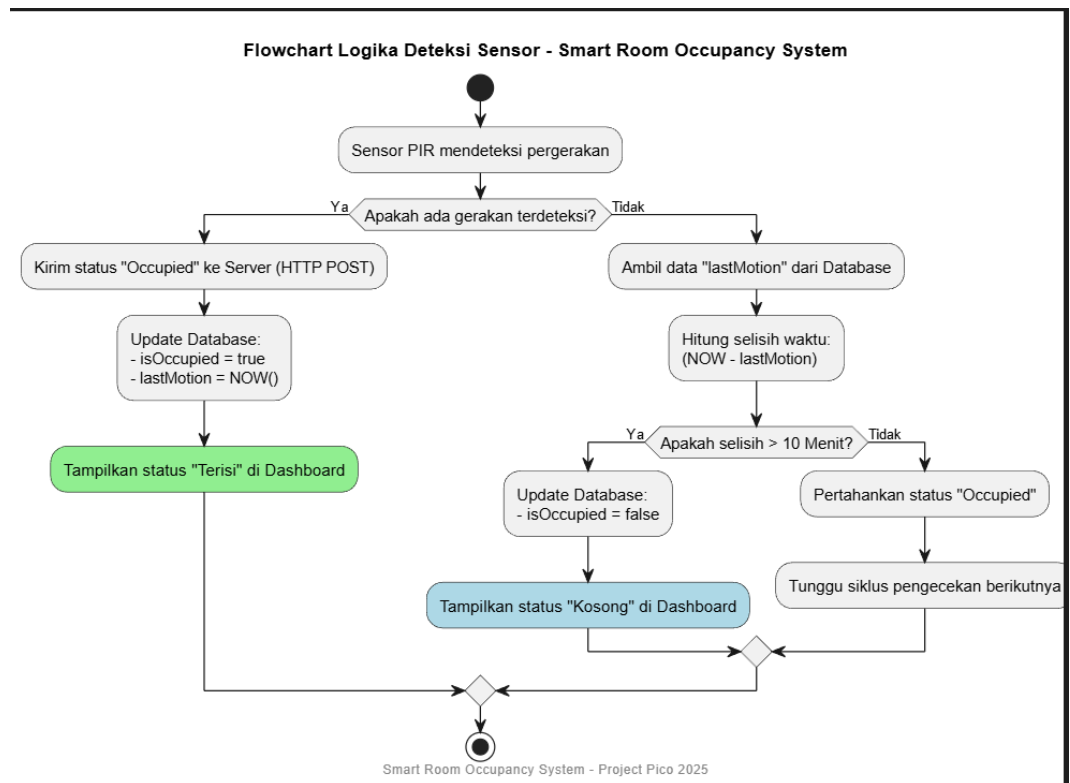 Flowchart Logika Deteksi Sensor - Smart Room Occupancy System
Sensor PIR mendeteksi pergerakan
Apakah ada gerakan terdeteksi?
Ya
Tidak
Kirim status "Occupied" ke Server (HTTP POST)
Update Database:
- isOccupied = true
- lastMotion = NOW()
Tampilkan status "Terisi" di Dashboard
Ambil data "lastMotion" dari Database
Hitung selisih waktu:
(NOW - lastMotion)
Apakah selisih > 10 Menit?
Ya
Tidak
Update Database:
- isOccupied = false
Tampilkan status "Kosong" di Dashboard
Pertahankan status "Occupied"
Tunggu siklus pengecekan berikutnya
Smart Room Occupancy System - Project Pico 2025